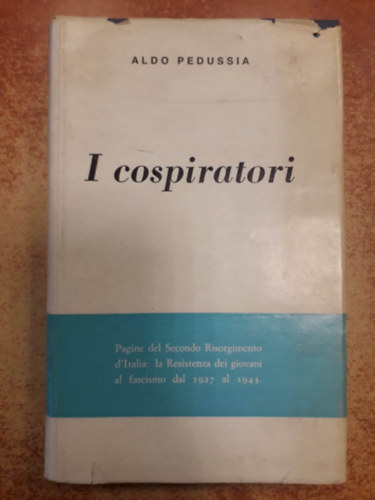 ALDO PEDUSSIA
I cospiratori
Pagine del Secondo Risorgimento
d'Italia: la Resistenza dei giovani
al fascismo dal 1927 al 1943.